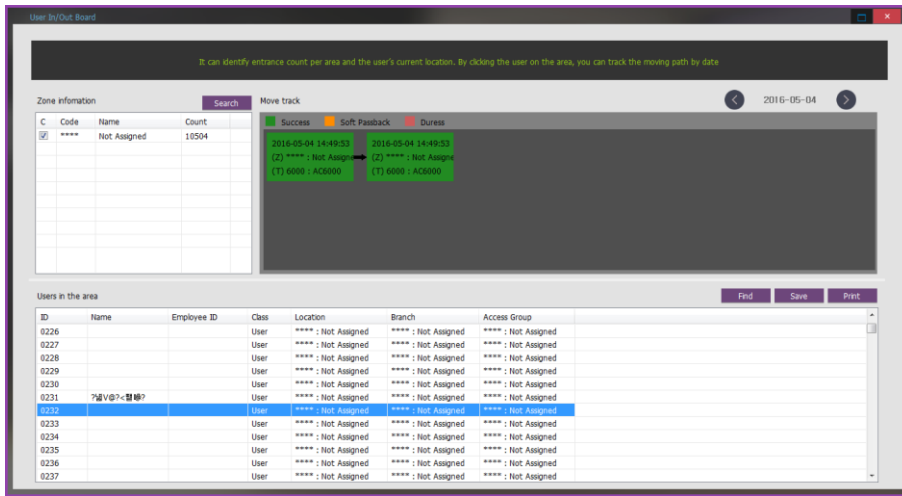 User In/Out Board
It can identify entrance count per area and the user's current location. By clicking the user on the area, you can track the moving path by date
Zone infomation
Search
C Code Name Count
**** Not Assigned 10504
Move track
2016-05-04
Success Soft Passback Duress
2016-05-04 14:49:53
(Z) **** : Not Assigne
(T) 6000 : AC6000
2016-05-04 14:49:53
(Z) **** : Not Assigne
(T) 6000 : AC6000
Users in the area
Find Save Print
ID Name Employee ID Class Location Branch Access Group
0226 User **** : Not Assigned **** : Not Assigned **** : Not Assigned
0227 User **** : Not Assigned **** : Not Assigned **** : Not Assigned
0228 User **** : Not Assigned **** : Not Assigned **** : Not Assigned
0229 User **** : Not Assigned **** : Not Assigned **** : Not Assigned
0230 User **** : Not Assigned **** : Not Assigned **** : Not Assigned
0231 User **** : Not Assigned **** : Not Assigned **** : Not Assigned
0232 User **** : Not Assigned **** : Not Assigned **** : Not Assigned
0233 User **** : Not Assigned **** : Not Assigned **** : Not Assigned
0234 User **** : Not Assigned **** : Not Assigned **** : Not Assigned
0235 User **** : Not Assigned **** : Not Assigned **** : Not Assigned
0236 User **** : Not Assigned **** : Not Assigned **** : Not Assigned
0237 User **** : Not Assigned **** : Not Assigned **** : Not Assigned